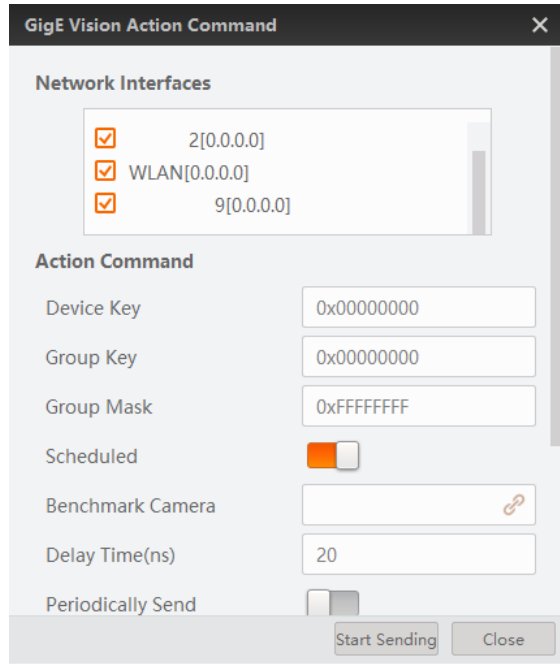 GigE Vision Action Command
Network Interfaces
2[0.0.0.0]
WLAN[0.0.0.0]
9[0.0.0.0]
Action Command
Device Key 0x00000000
Group Key 0x00000000
Group Mask 0xFFFFFFFF
Scheduled
Benchmark Camera
Delay Time(ns) 20
Periodically Send
Start Sending Close